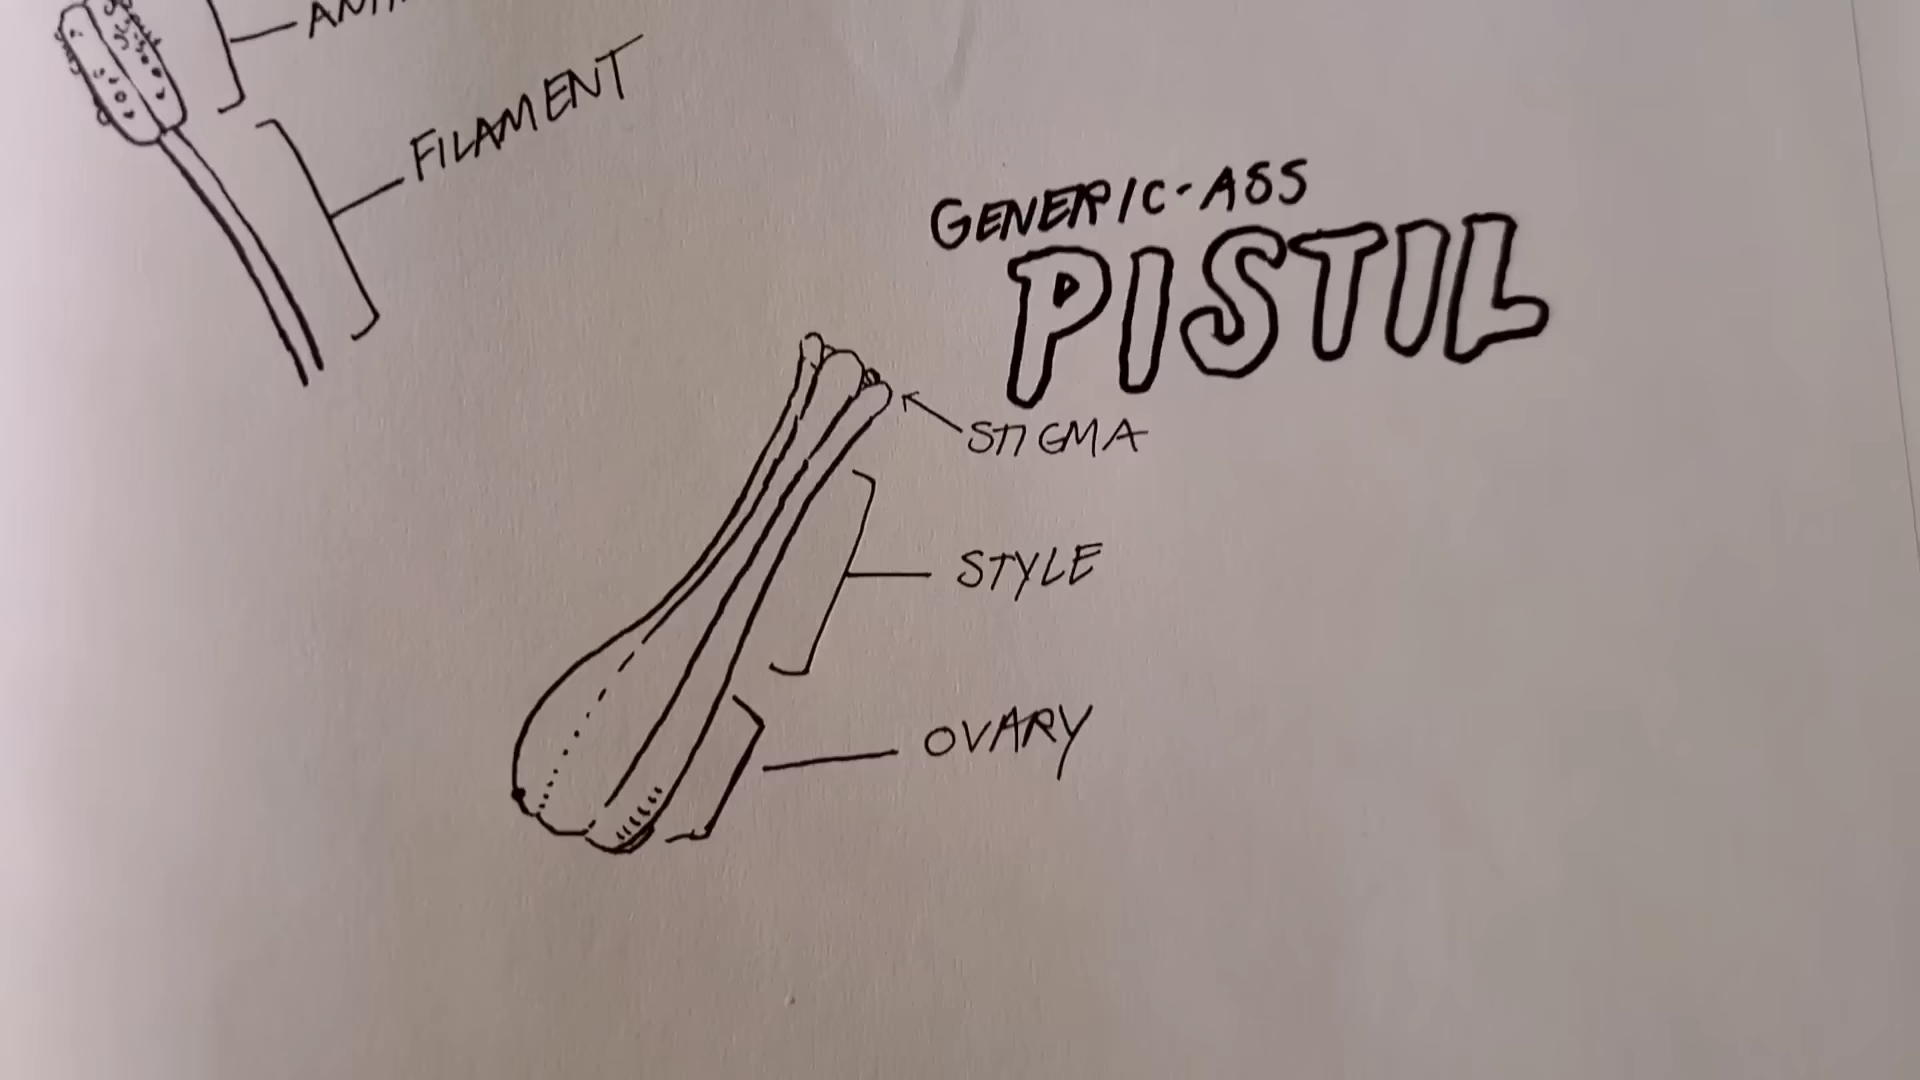 FILAMENT
GENERIC-ASS
PISTIL
STIGMA
STYLE
OVARY